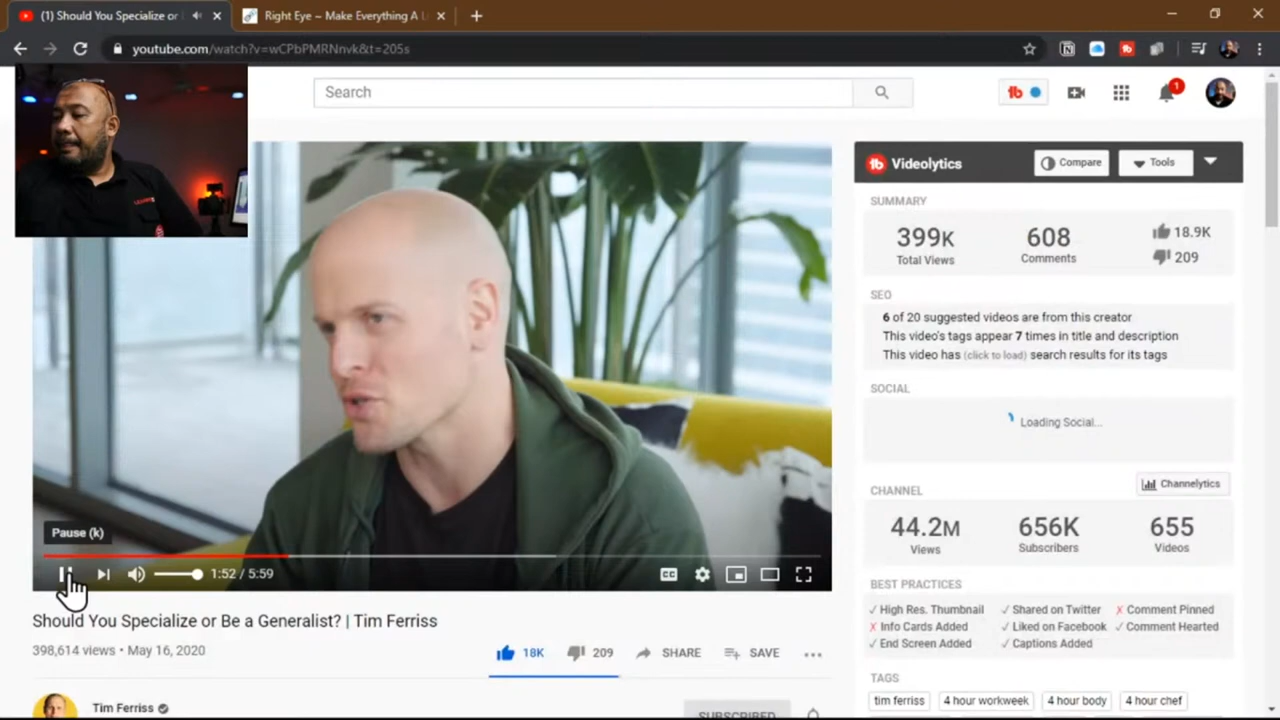 (1) Should You Specialize or
Right Eye – Make Everything A
youtube.com/watch?v=wCPbPMRNnvk&t=205s
Search
1
Videolytics
Compare
Tools
SUMMARY
399K
Total Views
608
Comments
18.9K
209
SEO
6 of 20 suggested videos are from this creator
This video's tags appear 7 times in title and description
This video has (click to load) search results for its tags
SOCIAL
Loading Social...
CHANNEL
Channelytics
44.2M
Views
656K
Subscribers
655
Videos
BEST PRACTICES
✓ High Res. Thumbnail ✓ Shared on Twitter ✗ Comment Pinned
✗ Info Cards Added ✓ Liked on Facebook ✓ Comment Hearted
✓ End Screen Added ✓ Captions Added
TAGS
tim ferriss 4 hour workweek 4 hour body 4 hour chef
Pause (k)
1:52 / 5:59
CC
Should You Specialize or Be a Generalist? | Tim Ferriss
398,614 views • May 16, 2020
18K 209 SHARE SAVE
Tim Ferriss
SUBSCRIBED